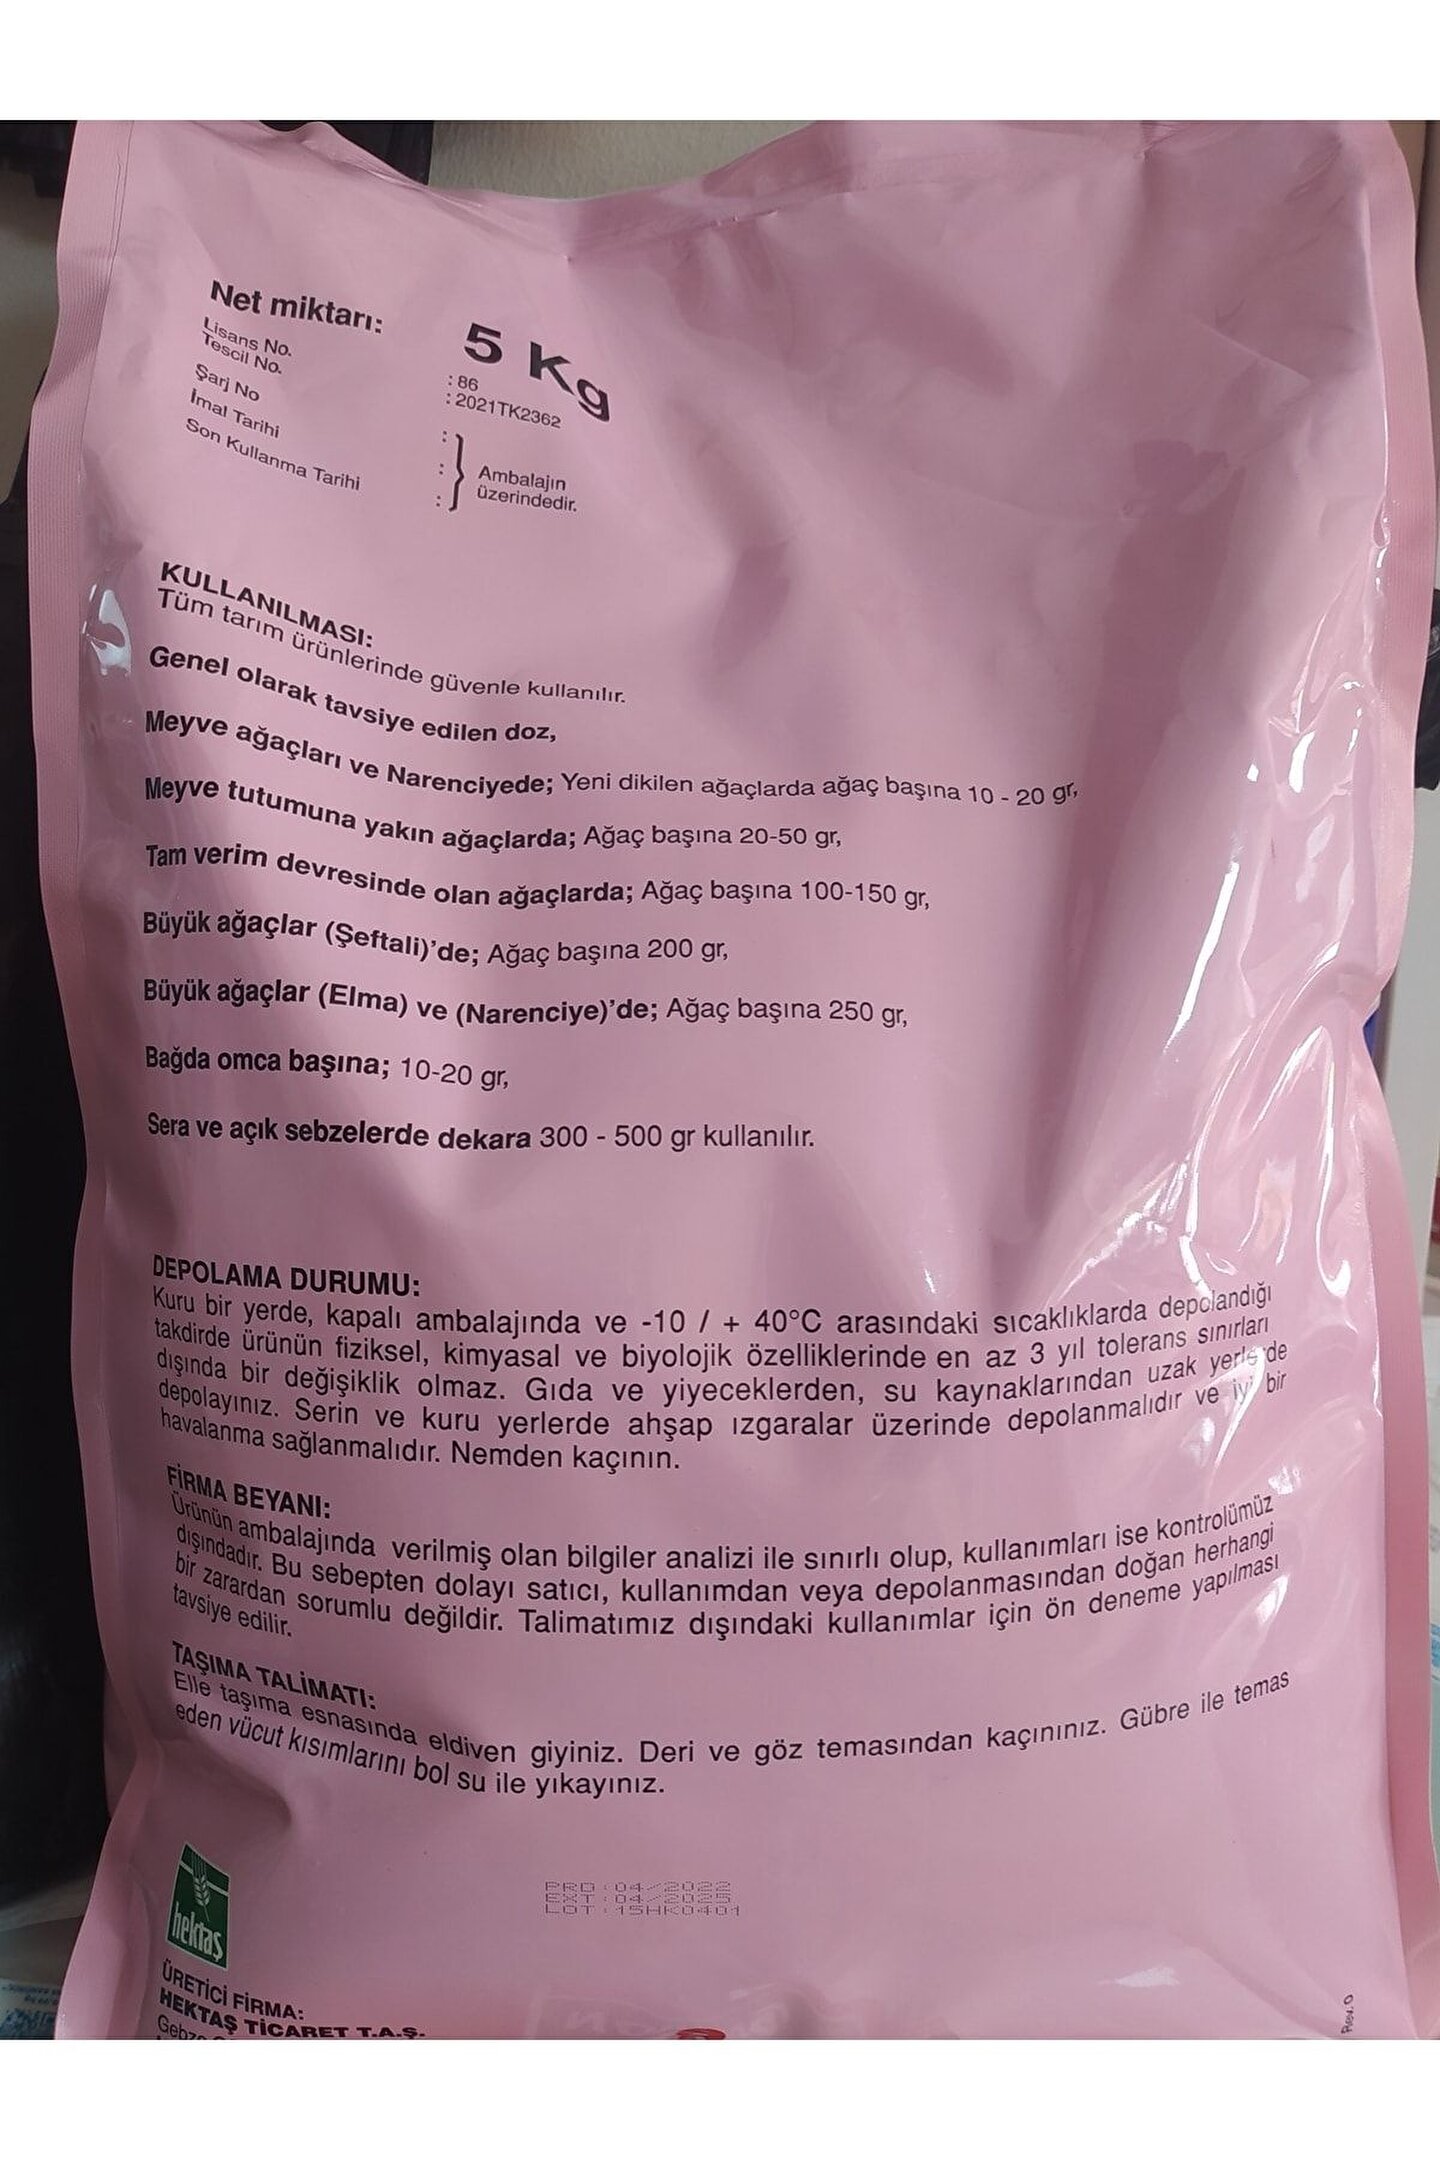 Net miktarı: 5 Kg
Lisans No. : 86
Tescil No. : 2021TK2362
Şarj No :
İmal Tarihi : Ambalajın
Son Kullanma Tarihi : üzerindedir.
KULLANILMASI:
Tüm tarım ürünlerinde güvenle kullanılır.
Genel olarak tavsiye edilen doz,
Meyve ağaçları ve Narenciyede; Yeni dikilen ağaçlarda ağaç başına 10 - 20 gr,
Meyve tutumuna yakın ağaçlarda; Ağaç başına 20-50 gr,
Tam verim devresinde olan ağaçlarda; Ağaç başına 100-150 gr,
Büyük ağaçlar (Şeftali)'de; Ağaç başına 200 gr,
Büyük ağaçlar (Elma) ve (Narenciye)'de; Ağaç başına 250 gr,
Bağda omca başına; 10-20 gr,
Sera ve açık sebzelerde dekara 300 - 500 gr kullanılır.
DEPOLAMA DURUMU:
Kuru bir yerde, kapalı ambalajında ve -10 / + 40°C arasındaki sıcaklıklarda depolandığı
takdirde ürünün fiziksel, kimyasal ve biyolojik özelliklerinde en az 3 yıl tolerans sınırları
dışında bir değişiklik olmaz. Gıda ve yiyeceklerden, su kaynaklarından uzak yerlerde
depolayınız. Serin ve kuru yerlerde ahşap ızgaralar üzerinde depolanmalıdır ve iyi bir
havalanma sağlanmalıdır. Nemden kaçının.
FİRMA BEYANI:
Ürünün ambalajında verilmiş olan bilgiler analizi ile sınırlı olup, kullanımları ise kontrolümüz
dışındadır. Bu sebepten dolayı satıcı, kullanımdan veya depolanmasından doğan herhangi
bir zarardan sorumlu değildir. Talimatımız dışındaki kullanımlar için ön deneme yapılması
tavsiye edilir.
TAŞIMA TALİMATI:
Elle taşıma esnasında eldiven giyiniz. Deri ve göz temasından kaçınınız. Gübre ile temas
eden vücut kısımlarını bol su ile yıkayınız.
PRD : 04/2022
EXT : 04/2025
LOT : 15HK0401
hektaş
ÜRETİCİ FİRMA:
HEKTAŞ TİCARET T.A.Ş.
Rev. 0